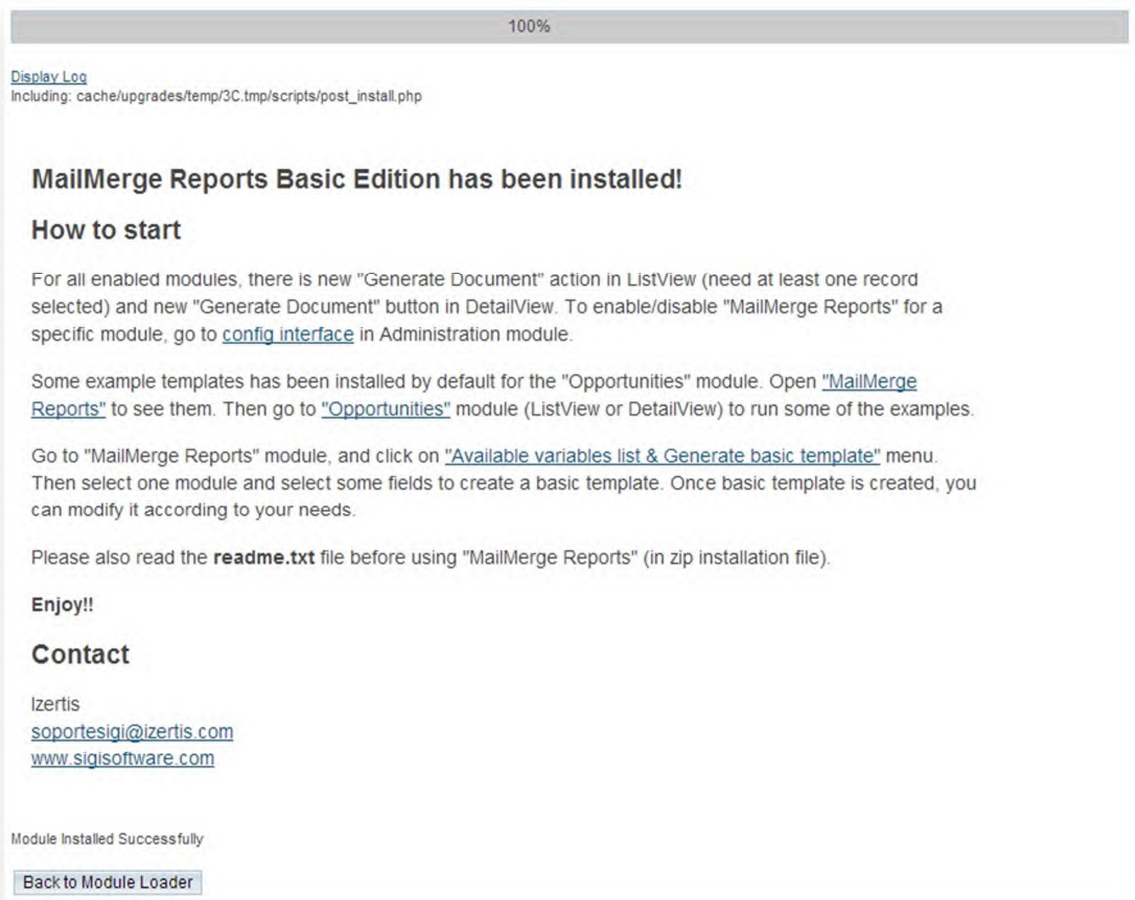 100%
Display Log
Including: cache/upgrades/temp/3C.tmp/scripts/post_install.php
MailMerge Reports Basic Edition has been installed!
How to start
For all enabled modules, there is new "Generate Document" action in ListView (need at least one record
selected) and new "Generate Document" button in DetailView. To enable/disable "MailMerge Reports" for a
specific module, go to config interface in Administration module.
Some example templates has been installed by default for the "Opportunities" module. Open "MailMerge
Reports" to see them. Then go to "Opportunities" module (ListView or DetailView) to run some of the examples.
Go to "MailMerge Reports" module, and click on "Available variables list & Generate basic template" menu.
Then select one module and select some fields to create a basic template. Once basic template is created, you
can modify it according to your needs.
Please also read the readme.txt file before using "MailMerge Reports" (in zip installation file).
Enjoy!!
Contact
Izertis
soportesigi@izertis.com
www.sigisoftware.com
Module Installed Successfully
Back to Module Loader